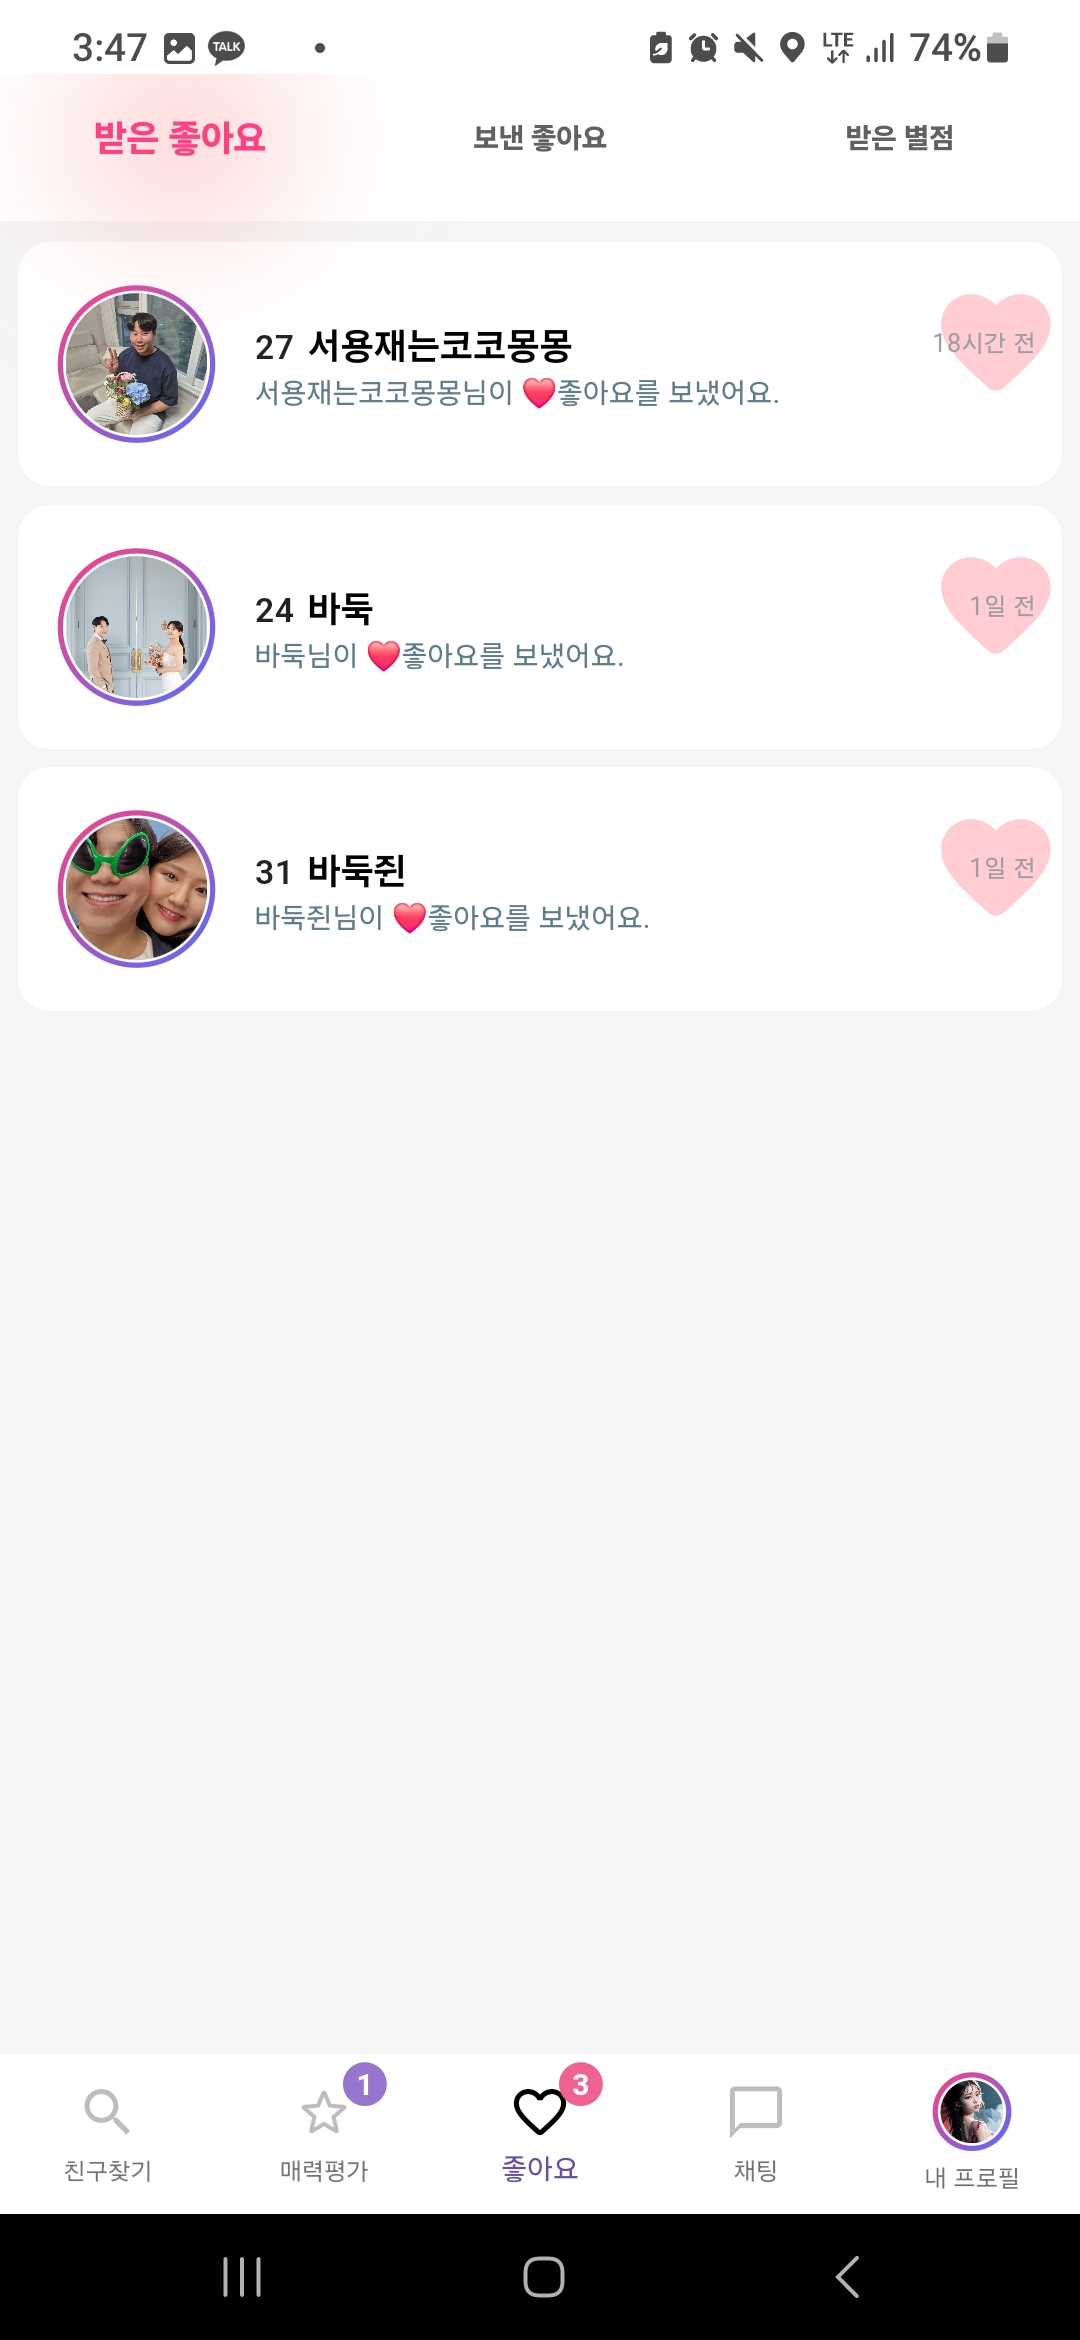 3:47 TALK LTE 74%
받은 좋아요 보낸 좋아요 받은 별점
27 서용재는코코몽몽 18시간 전
서용재는코코몽몽님이 ❤좋아요를 보냈어요.
24 바둑 1일 전
바둑님이 ❤좋아요를 보냈어요.
31 바둑쥔 1일 전
바둑쥔님이 ❤좋아요를 보냈어요.
1 3
친구찾기 매력평가 좋아요 채팅 내 프로필